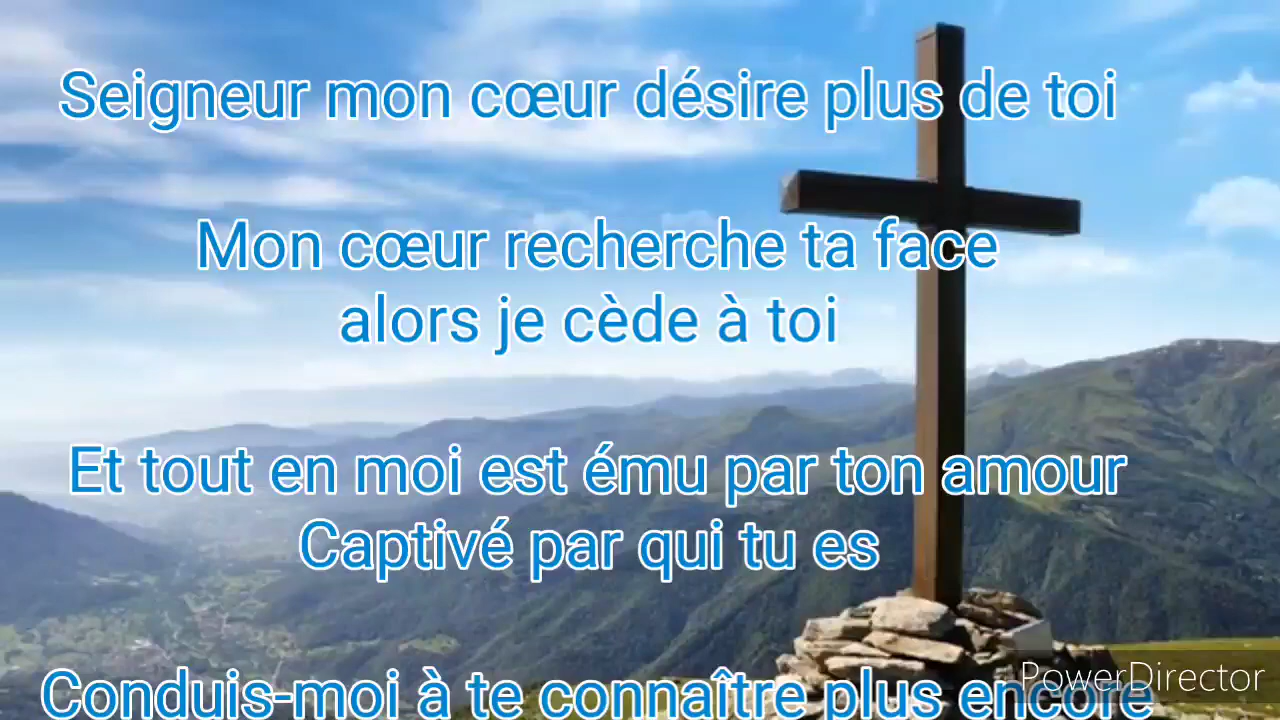 Seigneur mon cœur désire plus de toi
Mon cœur recherche ta face
alors je cède à toi
Et tout en moi est ému par ton amour
Captivé par qui tu es
Conduis-moi à te connaître plus encore
PowerDirector